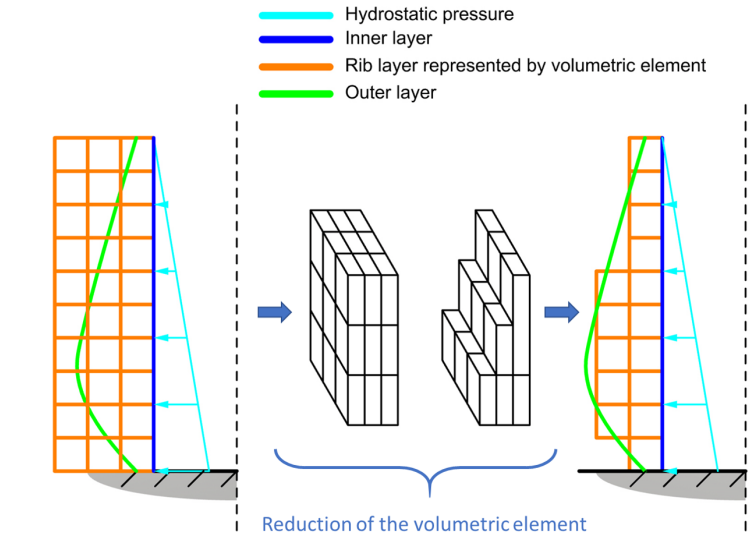 Hydrostatic pressure
Inner layer
Rib layer represented by volumetric element
Outer layer
Reduction of the volumetric element